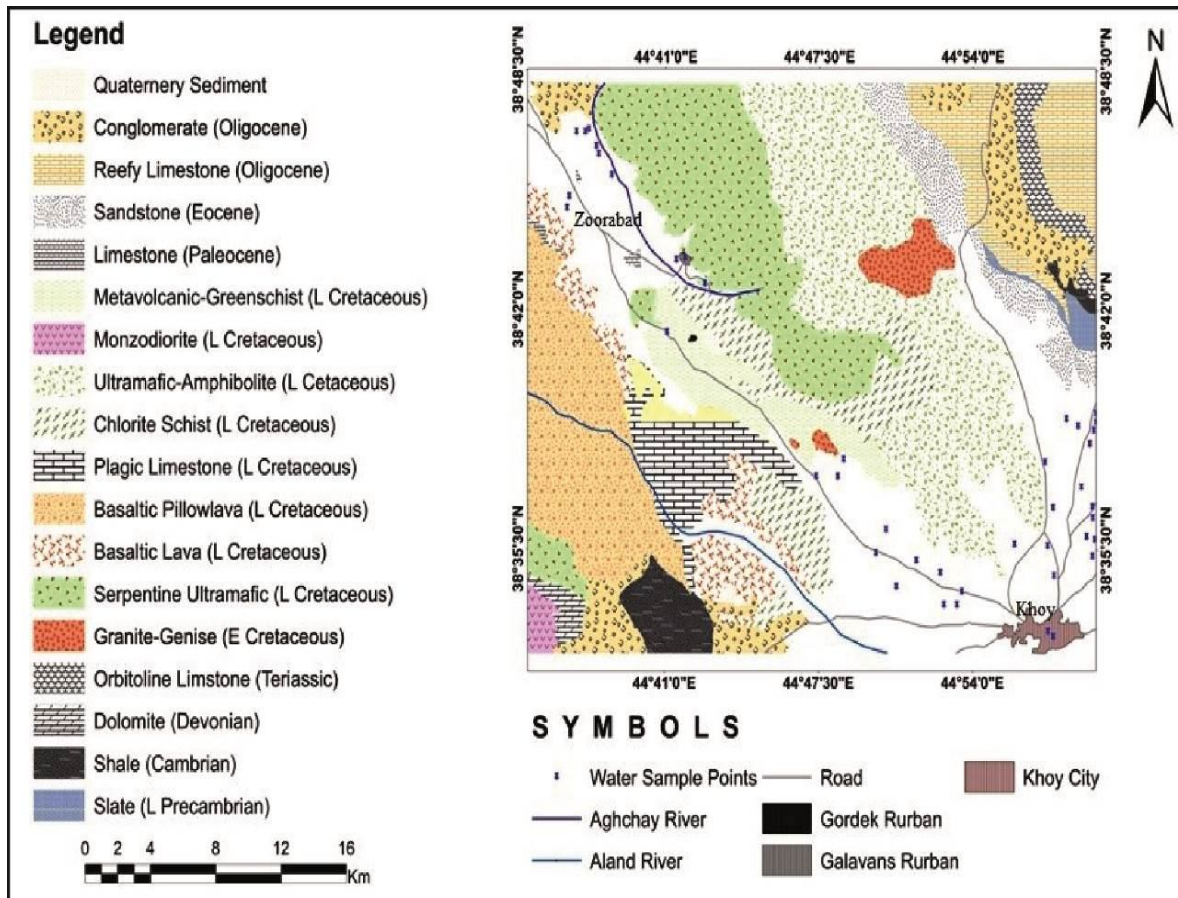 Legend
Quaternery Sediment
Conglomerate (Oligocene)
Reefy Limestone (Oligocene)
Sandstone (Eocene)
Limestone (Paleocene)
Metavolcanic-Greenschist (L Cretaceous)
Monzodiorite (L Cretaceous)
Ultramafic-Amphibolite (L Cetaceous)
Chlorite Schist (L Cretaceous)
Plagic Limestone (L Cretaceous)
Basaltic Pillowlava (L Cretaceous)
Basaltic Lava (L Cretaceous)
Serpentine Ultramafic (L Cretaceous)
Granite-Genise (E Cretaceous)
Orbitoline Limstone (Teriassic)
Dolomite (Devonian)
Shale (Cambrian)
Slate (L Precambrian)
0 2 4 8 12 16
Km
44°41'0"E 44°47'30"E 44°54'0"E
N
38°48'30"N 38°48'30"N
Zoorabad
38°42'0"N 38°42'0"N
38°35'30"N 38°35'30"N
Khoy
44°41'0"E 44°47'30"E 44°54'0"E
SYMBOLS
Water Sample Points Road Khoy City
Aghchay River Gordek Rurban
Aland River Galavans Rurban